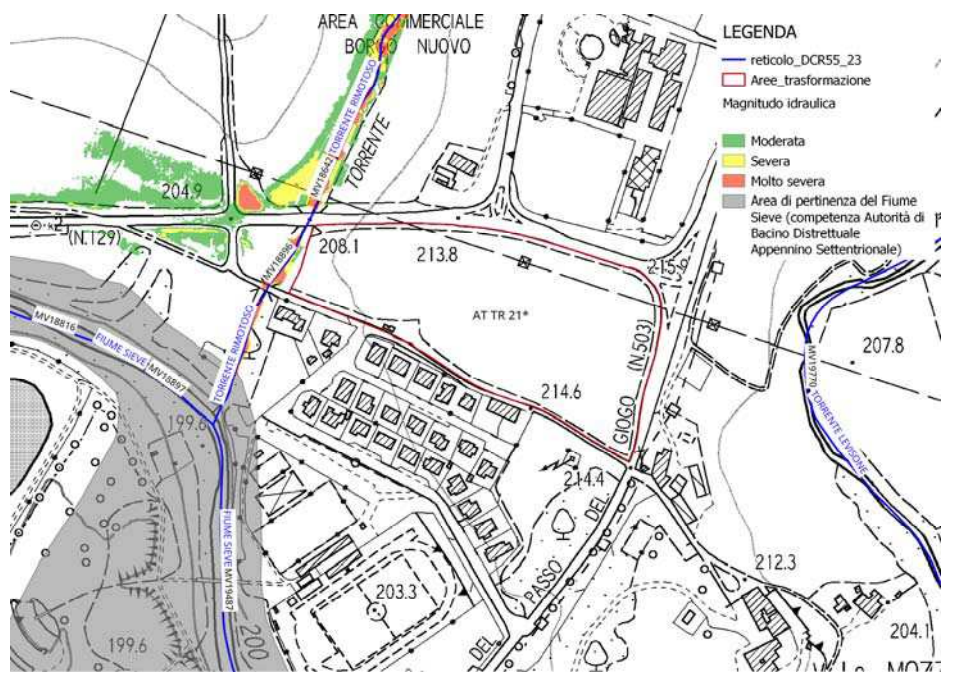 AREA COMMERCIALE
BORGO NUOVO
LEGENDA
reticolo_DCR55_23
Aree_trasformazione
Magnitudo idraulica
Moderata
Severa
Molto severa
Area di pertinenza del Fiume
Sieve (competenza Autorità di
Bacino Distrettuale
Appennino Settentrionale)
TORRENTE RIMOTOSO
MV18642
TORRENTE
204.9
(N.129)
208.1
213.8
MV18896
TORRENTE RIMOTOSO
AT TR 21*
(N.503)
GIOGO
214.6
214.4
DEL
PASSO
DEL
MV18816
FIUME SIEVE
MV18897
199.6
FIUME SIEVE
MV19487
200
199.6
203.3
207.8
MV19770
TORRENTE LEVISONE
212.3
204.1